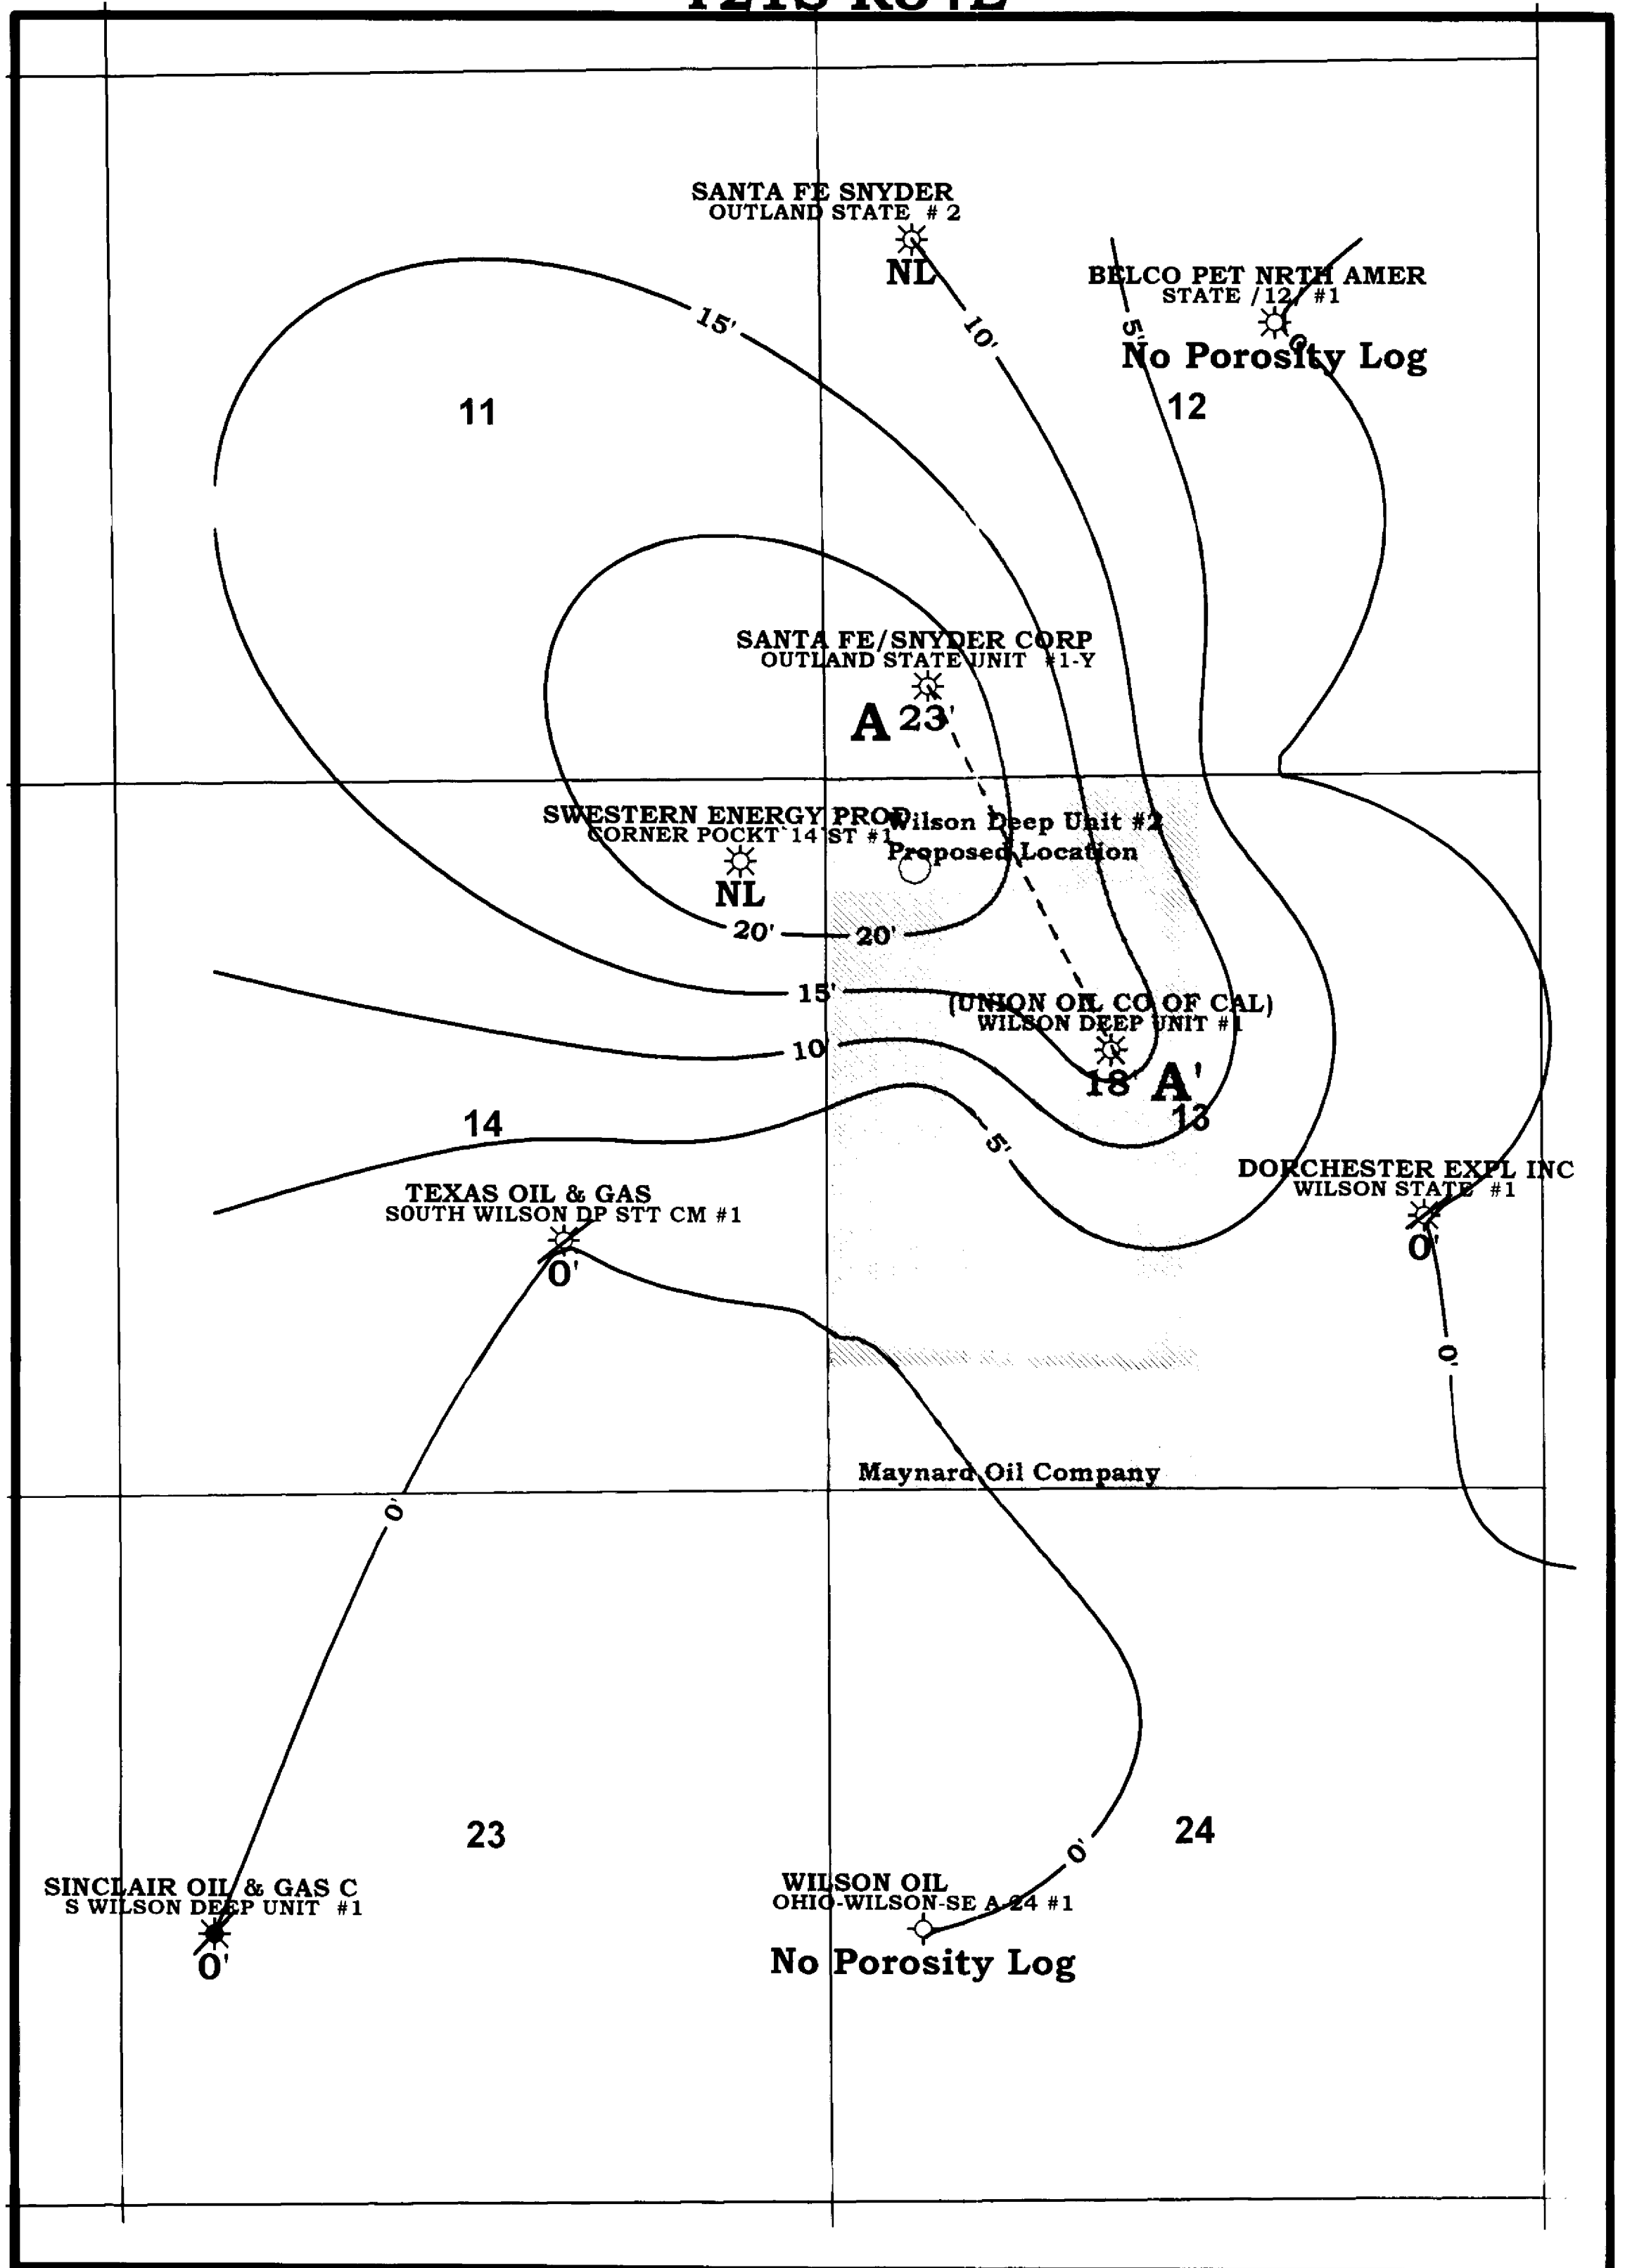 SANTA FE SNYDER
OUTLAND STATE # 2
NL
BELCO PET NRTH AMER
STATE /12/ #1
No Porosity Log
0
15'
10'
5'
11
12
SANTA FE/SNYDER CORP
OUTLAND STATE UNIT #1-Y
A 23'
SWESTERN ENERGY PROD
CORNER POCKT 14 ST #1
NL
Wilson Deep Unit #2
Proposed Location
20'
20'
15'
10'
(UNION OIL CO OF CAL)
WILSON DEEP UNIT #1
18' A'
13
14
5'
DORCHESTER EXPL INC
WILSON STATE #1
0'
TEXAS OIL & GAS
SOUTH WILSON DP STT CM #1
0'
0'
Maynard Oil Company
0'
23
24
0'
SINCLAIR OIL & GAS C
S WILSON DEEP UNIT #1
0'
WILSON OIL
OHIO-WILSON-SE A-24 #1
No Porosity Log